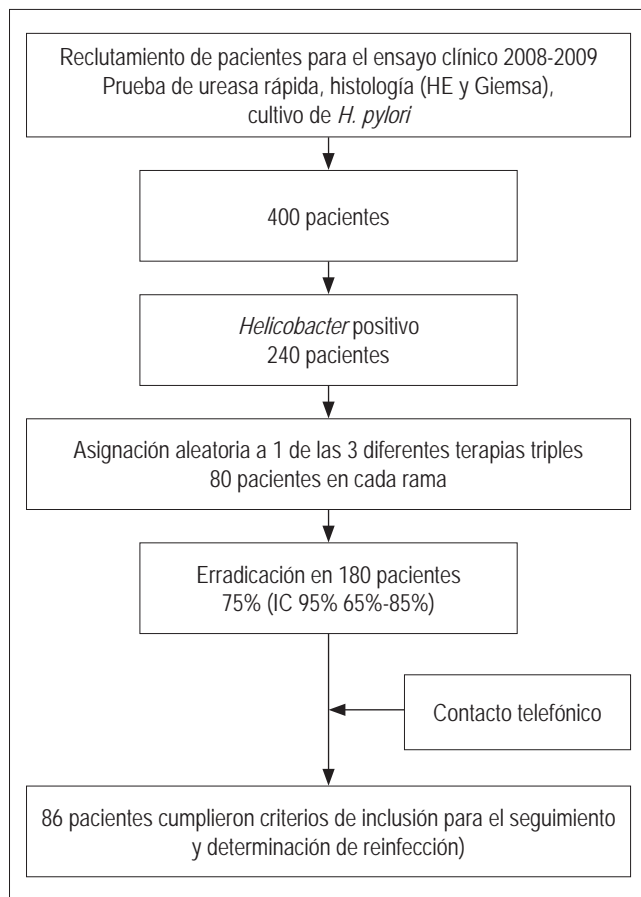 Reclutamiento de pacientes para el ensayo clínico 2008-2009
Prueba de ureasa rápida, histología (HE y Giemsa),
cultivo de H. pylori
400 pacientes
Helicobacter positivo
240 pacientes
Asignación aleatoria a 1 de las 3 diferentes terapias triples
80 pacientes en cada rama
Erradicación en 180 pacientes
75% (IC 95% 65%-85%)
Contacto telefónico
86 pacientes cumplieron criterios de inclusión para el seguimiento
y determinación de reinfección)